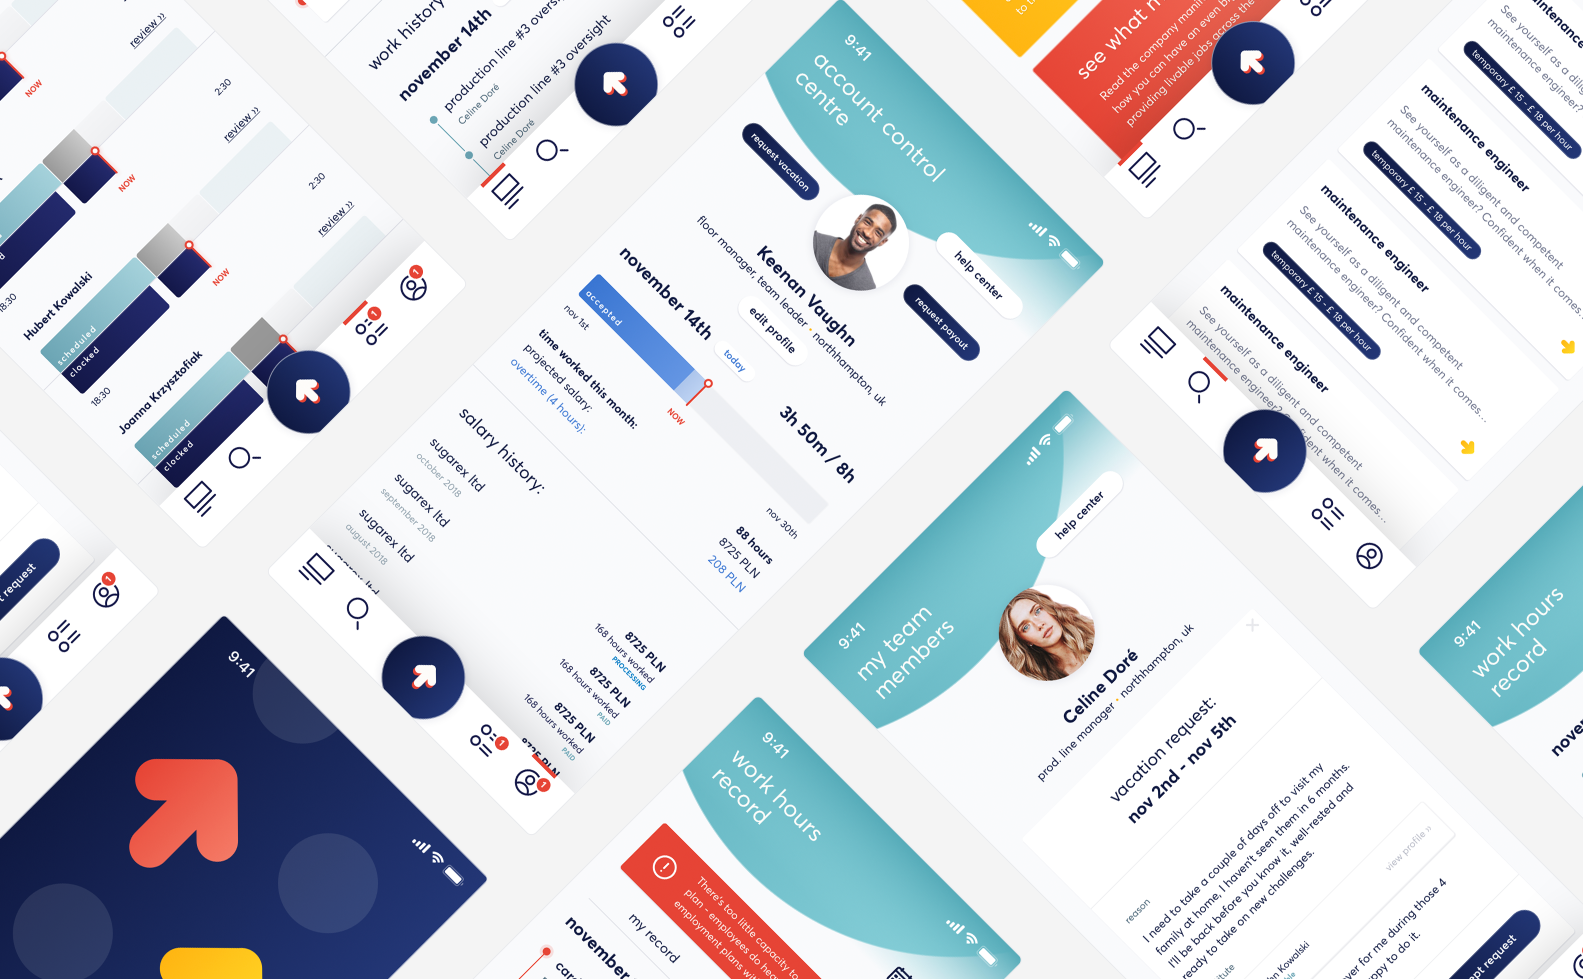 review ››
NOW
2:30
review ››
NOW
2:30
review ››
NOW
18:30
Hubert Kowalski
scheduled
clocked
18:30
Joanna Krzysztofiak
scheduled
clocked
1
1
work history
november 14th
production line #3
Celine Doré
production line #3 oversight
Celine Doré
9:41
account control
centre
request vacation
help center
request payout
Keenan Vaughn
floor manager, team leader • northhampton, uk
edit profile
november 14th
today
3h 50m / 8h
accepted
NOW
nov 1st
nov 30th
time worked this month:
88 hours
projected salary:
8725 PLN
overtime (4 hours):
208 PLN
salary history:
sugarex ltd
october 2018
8725 PLN
168 hours worked
PROCESSING
sugarex ltd
september 2018
8725 PLN
168 hours worked
PAID
sugarex ltd
august 2018
8725 PLN
168 hours worked
PAID
sugarex ltd
8725 PLN
1
1
see what
Read the company
how you can have an even
providing livable jobs across the
maintenance engineer
See yourself as a
maintenance engineer?
temporary £ 15 - £ 18 per hour
maintenance engineer
See yourself as a diligent and competent
maintenance engineer? Confident when it comes...
temporary £ 15 - £ 18 per hour
maintenance engineer
See yourself as a diligent and competent
maintenance engineer? Confident when it comes...
temporary £ 15 - £ 18 per hour
maintenance engineer
See yourself as a diligent and competent
maintenance engineer? Confident when it comes...
request
1
9:41
9:41
work hours
record
There's too little capacity to
plan - employees do
employment plans
my record
november
9:41
my team
members
help center
Celine Doré
prod. line manager • northhampton, uk
vacation request:
nov 2nd - nov 5th
reason
I need to take a couple of days off to visit my
family at home, I haven't seen them in 6 months.
I'll be back before you know it, well-rested and
ready to take on new challenges.
view profile ››
Kowalski
for me during those 4
to do it.
request
9:41
work hours
record